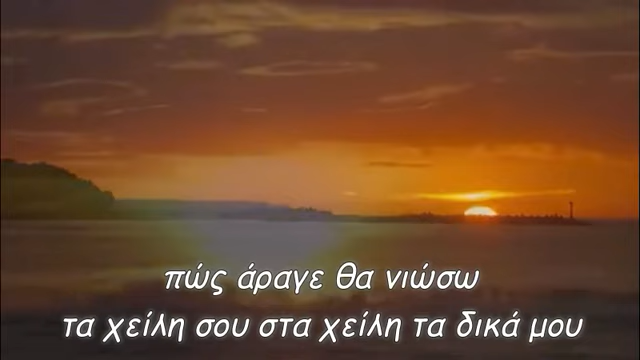 πώς άραγε θα νιώσω
τα χείλη σου στα χείλη τα δικά μου